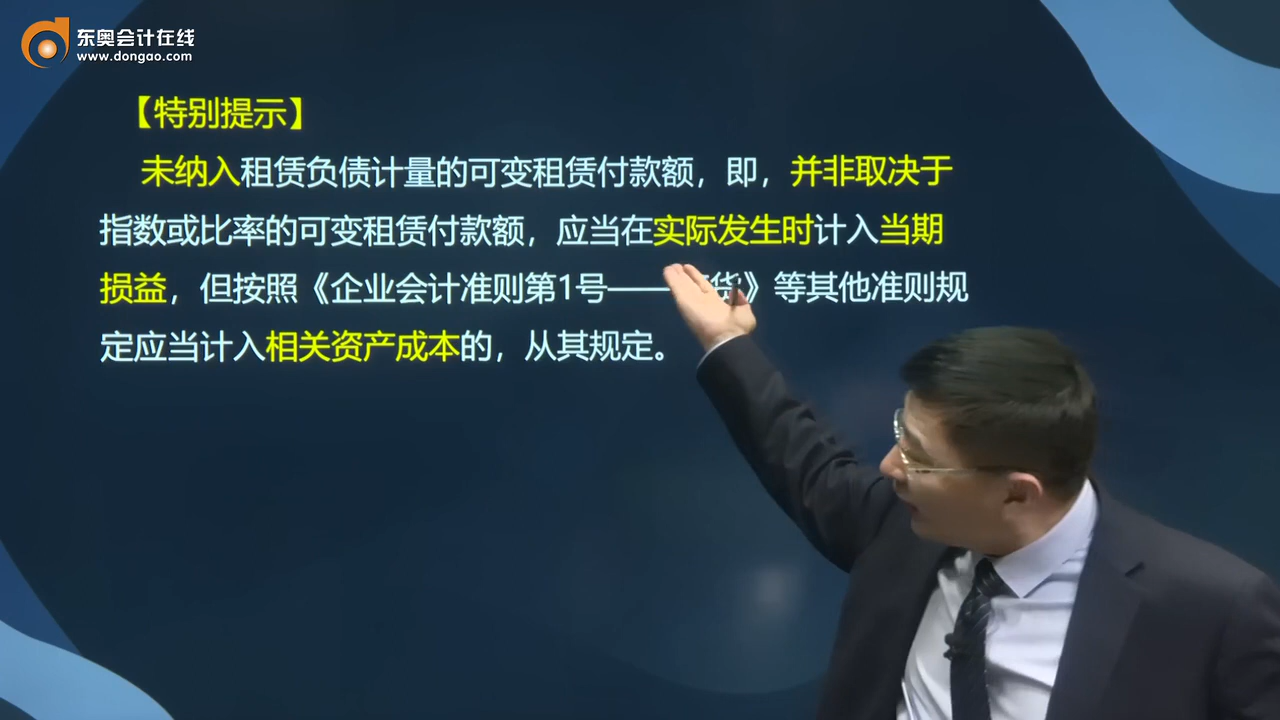 东奥会计在线
www.dongao.com
【特别提示】
未纳入租赁负债计量的可变租赁付款额，即，并非取决于
指数或比率的可变租赁付款额，应当在实际发生时计入当期
损益，但按照《企业会计准则第1号——货》等其他准则规
定应当计入相关资产成本的，从其规定。